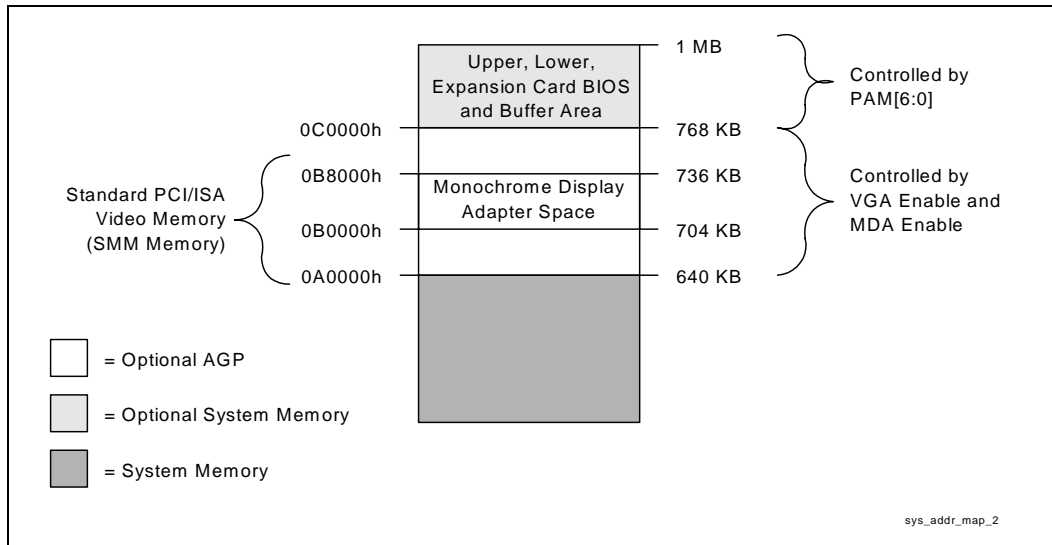 1 MB
Upper, Lower,
Expansion Card BIOS
and Buffer Area
Controlled by
PAM[6:0]
0C0000h
768 KB
0B8000h
736 KB
Standard PCI/ISA
Video Memory
(SMM Memory)
Monochrome Display
Adapter Space
Controlled by
VGA Enable and
MDA Enable
0B0000h
704 KB
0A0000h
640 KB
= Optional AGP
= Optional System Memory
= System Memory
sys_addr_map_2